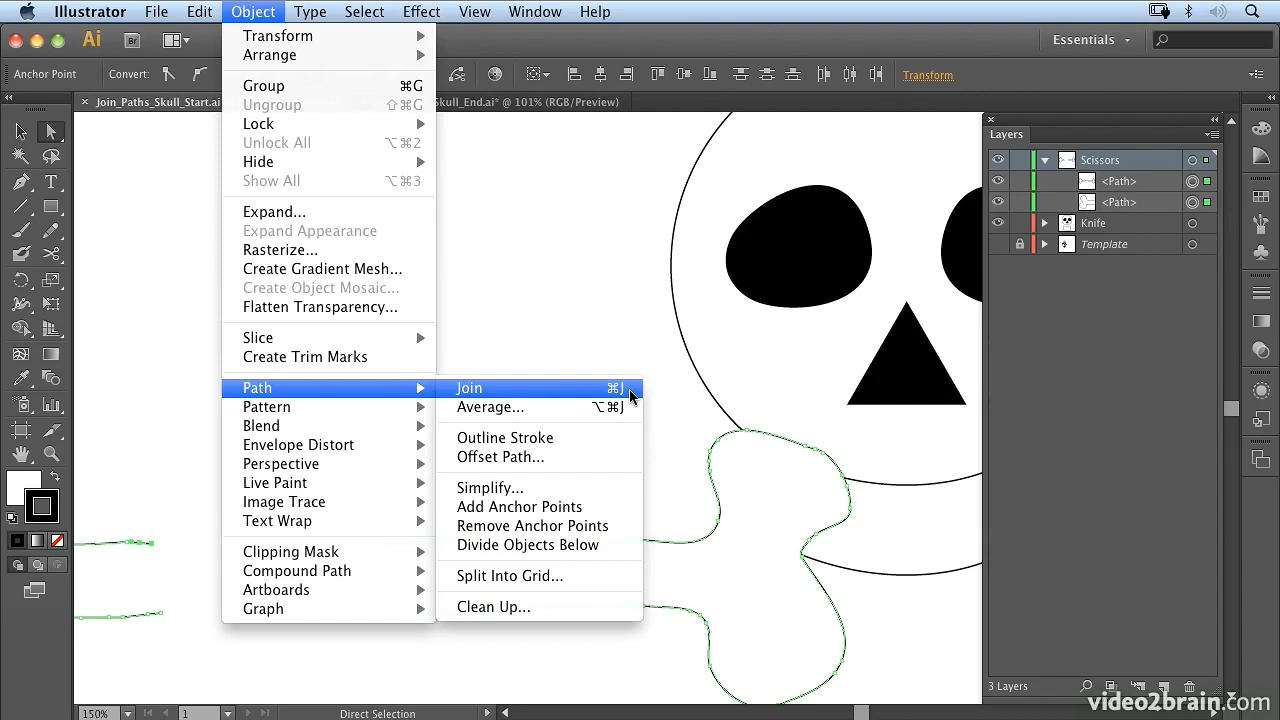 Illustrator File Edit Object Type Select Effect View Window Help
Ai Br Essentials
Anchor Point Convert: Transform
Join_Paths_Skull_Start.ai Skull_End.ai* @ 101% (RGB/Preview)
Transform
Arrange
Group ⌘G
Ungroup ⇧⌘G
Lock
Unlock All ⌥⌘2
Hide
Show All ⌥⌘3
Expand...
Expand Appearance
Rasterize...
Create Gradient Mesh...
Create Object Mosaic...
Flatten Transparency...
Slice
Create Trim Marks
Path
Pattern
Blend
Envelope Distort
Perspective
Live Paint
Image Trace
Text Wrap
Clipping Mask
Compound Path
Artboards
Graph
Join ⌘J
Average... ⌥⌘J
Outline Stroke
Offset Path...
Simplify...
Add Anchor Points
Remove Anchor Points
Divide Objects Below
Split Into Grid...
Clean Up...
Layers
Scissors
<Path>
<Path>
Knife
Template
3 Layers
150% 1 Direct Selection
video2brain.com